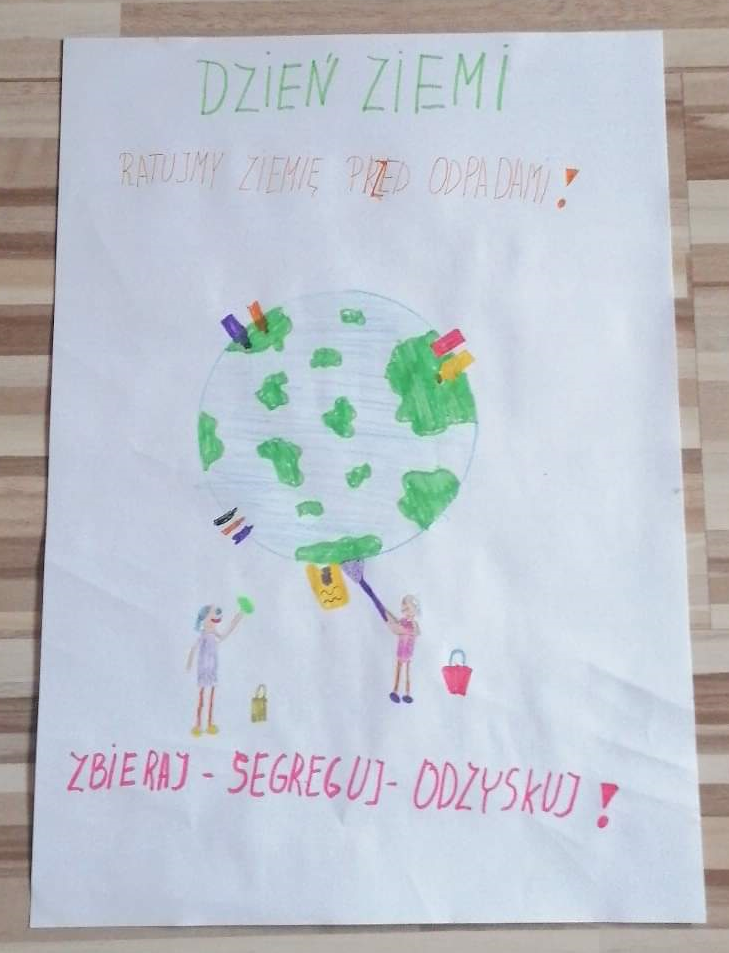 DZIEŃ ZIEMI
RATUJMY ZIEMIĘ PRZED ODPADAMI!
ZBIERAJ - SEGREGUJ- ODZYSKUJ!